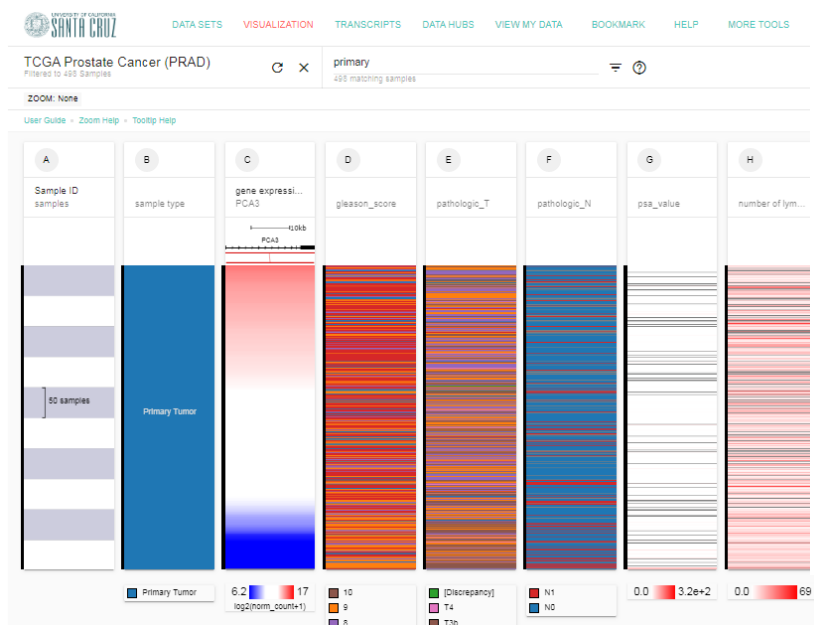 UNIVERSITY OF CALIFORNIA
SANTA CRUZ
DATA SETS
VISUALIZATION
TRANSCRIPTS
DATA HUBS
VIEW MY DATA
BOOKMARK
HELP
MORE TOOLS
TCGA Prostate Cancer (PRAD)
Filtered to 498 Samples
primary
498 matching samples
ZOOM: None
User Guide • Zoom Help • Tooltip Help
A
B
C
D
E
F
G
H
Sample ID
samples
sample type
gene expressi...
PCA3
gleason_score
pathologic_T
pathologic_N
psa_value
number of lym...
10kb
PCA3
50 samples
Primary Tumor
Primary Tumor
6.2 17
log2(norm_count+1)
10
9
8
[Discrepancy]
T4
T3b
N1
N0
0.0 3.2e+2
0.0 69